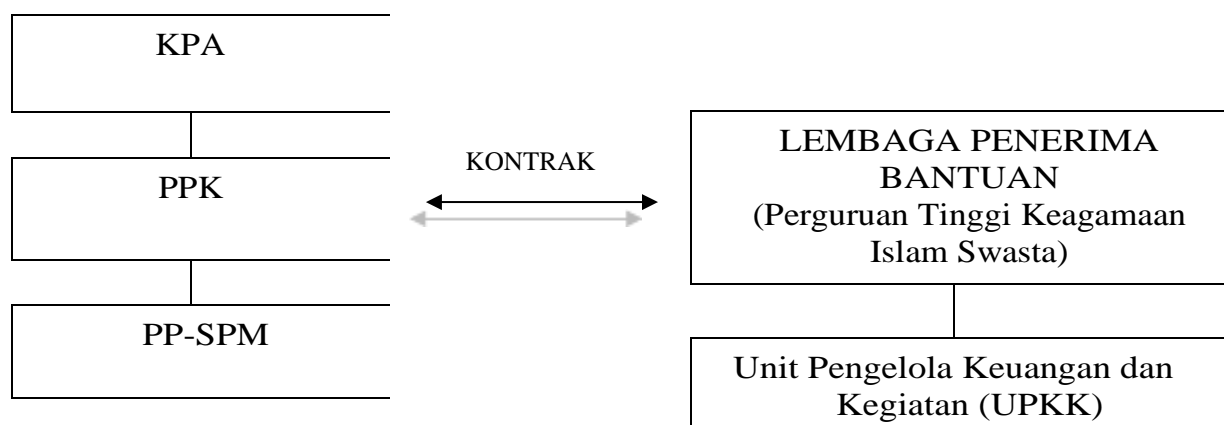 KPA
PPK
PP-SPM
KONTRAK
LEMBAGA PENERIMA
BANTUAN
(Perguruan Tinggi Keagamaan
Islam Swasta)
Unit Pengelola Keuangan dan
Kegiatan (UPKK)